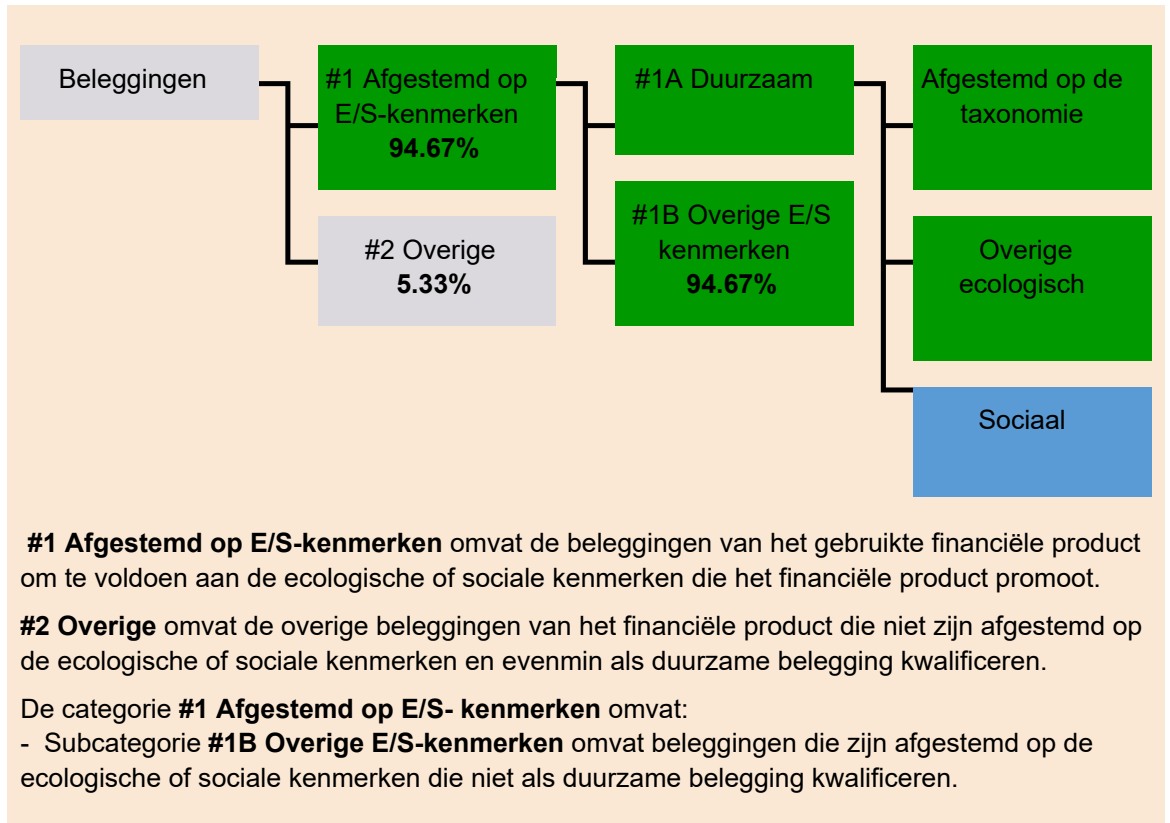 Beleggingen
#1 Afgestemd op
E/S-kenmerken
94.67%
#2 Overige
5.33%
#1A Duurzaam
#1B Overige E/S
kenmerken
94.67%
Afgestemd op de
taxonomie
Overige
ecologisch
Sociaal
#1 Afgestemd op E/S-kenmerken omvat de beleggingen van het gebruikte financiële product
om te voldoen aan de ecologische of sociale kenmerken die het financiële product promoot.
#2 Overige omvat de overige beleggingen van het financiële product die niet zijn afgestemd op
de ecologische of sociale kenmerken en evenmin als duurzame belegging kwalificeren.
De categorie #1 Afgestemd op E/S- kenmerken omvat:
- Subcategorie #1B Overige E/S-kenmerken omvat beleggingen die zijn afgestemd op de
ecologische of sociale kenmerken die niet als duurzame belegging kwalificeren.